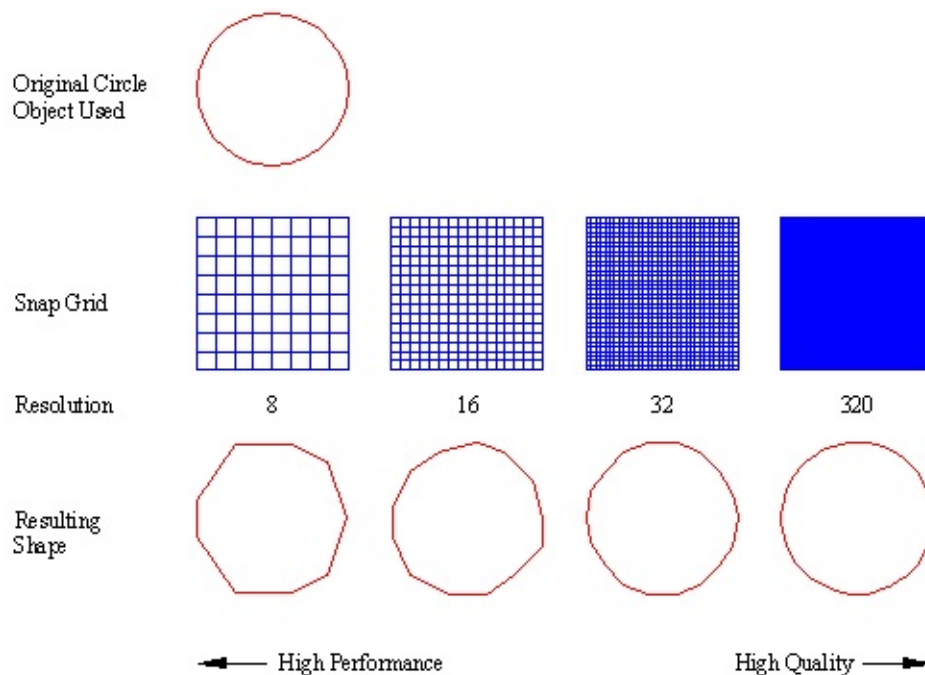 Original Circle
Object Used
Snap Grid
Resolution 8 16 32 320
Resulting
Shape
High Performance High Quality